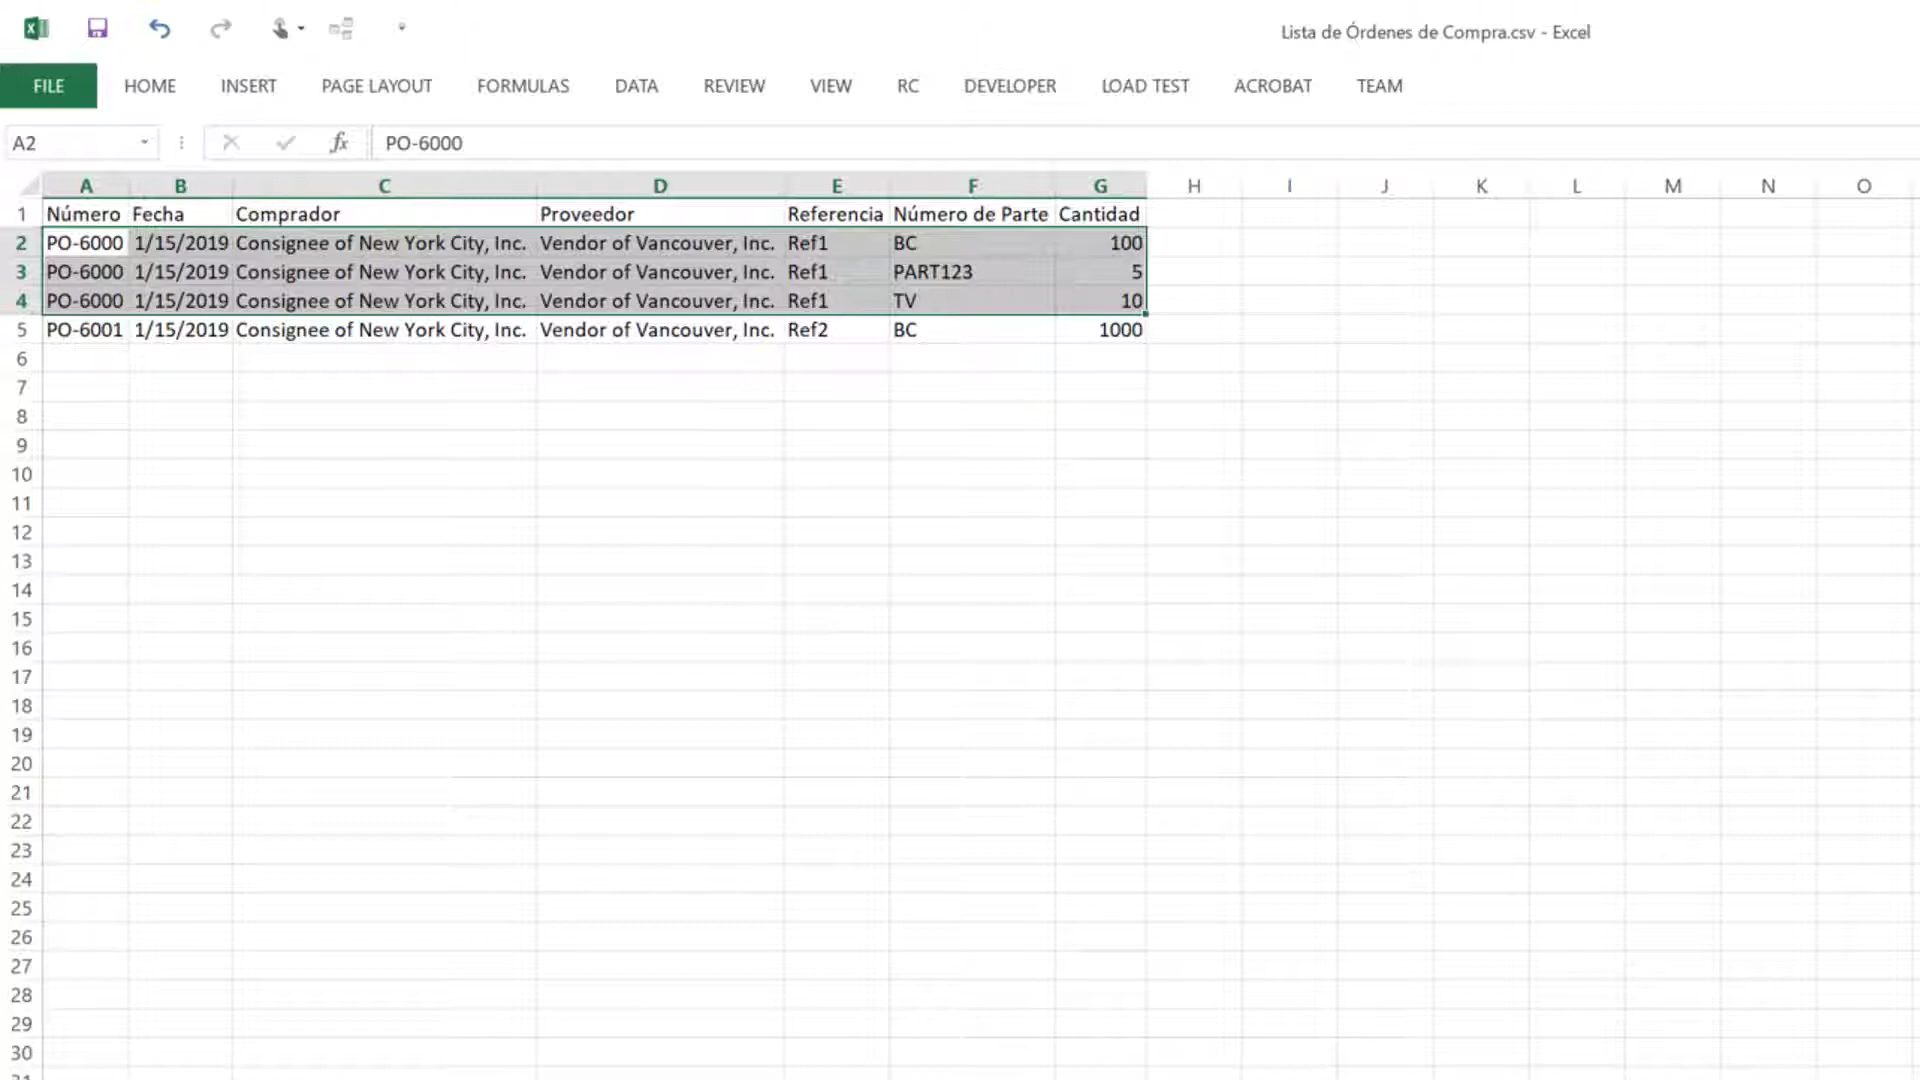 Lista de Órdenes de Compra.csv - Excel
FILE HOME INSERT PAGE LAYOUT FORMULAS DATA REVIEW VIEW RC DEVELOPER LOAD TEST ACROBAT TEAM
A2 fx PO-6000
A B C D E F G H I J K L M N O
1 Número Fecha Comprador Proveedor Referencia Número de Parte Cantidad
2 PO-6000 1/15/2019 Consignee of New York City, Inc. Vendor of Vancouver, Inc. Ref1 BC 100
3 PO-6000 1/15/2019 Consignee of New York City, Inc. Vendor of Vancouver, Inc. Ref1 PART123 5
4 PO-6000 1/15/2019 Consignee of New York City, Inc. Vendor of Vancouver, Inc. Ref1 TV 10
5 PO-6001 1/15/2019 Consignee of New York City, Inc. Vendor of Vancouver, Inc. Ref2 BC 1000
6
7
8
9
10
11
12
13
14
15
16
17
18
19
20
21
22
23
24
25
26
27
28
29
30